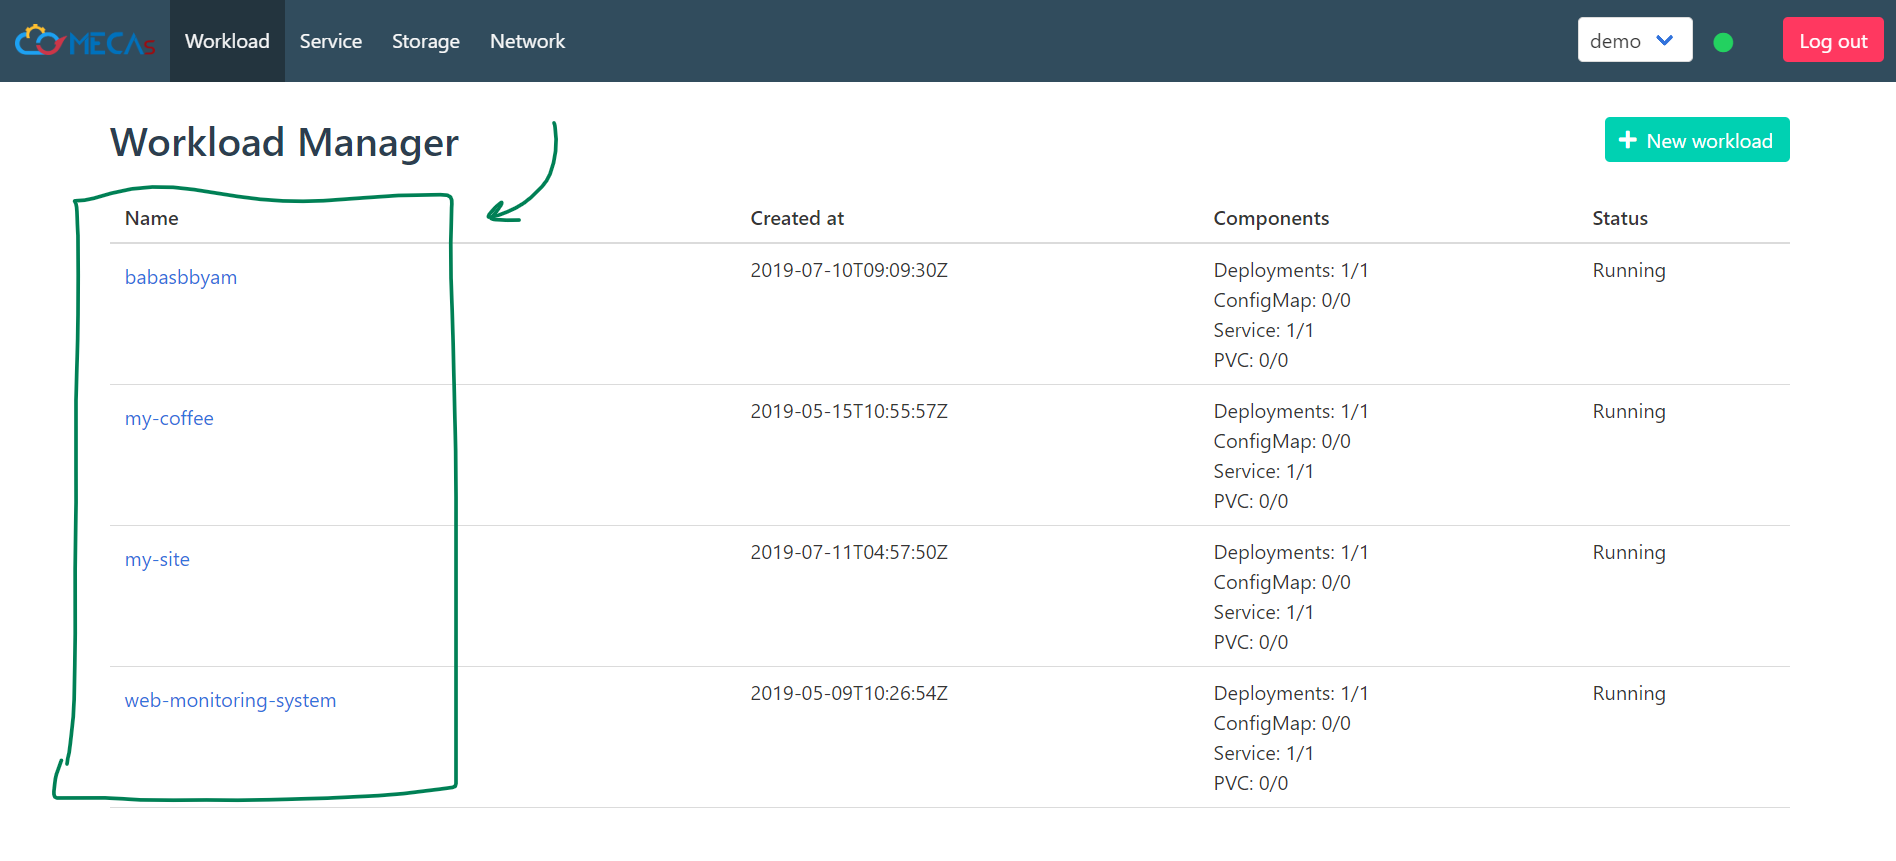 MECAs Workload Service Storage Network demo Log out
Workload Manager
New workload
Name Created at Components Status
babasbbyam 2019-07-10T09:09:30Z Deployments: 1/1 Running
ConfigMap: 0/0
Service: 1/1
PVC: 0/0
my-coffee 2019-05-15T10:55:57Z Deployments: 1/1 Running
ConfigMap: 0/0
Service: 1/1
PVC: 0/0
my-site 2019-07-11T04:57:50Z Deployments: 1/1 Running
ConfigMap: 0/0
Service: 1/1
PVC: 0/0
web-monitoring-system 2019-05-09T10:26:54Z Deployments: 1/1 Running
ConfigMap: 0/0
Service: 1/1
PVC: 0/0